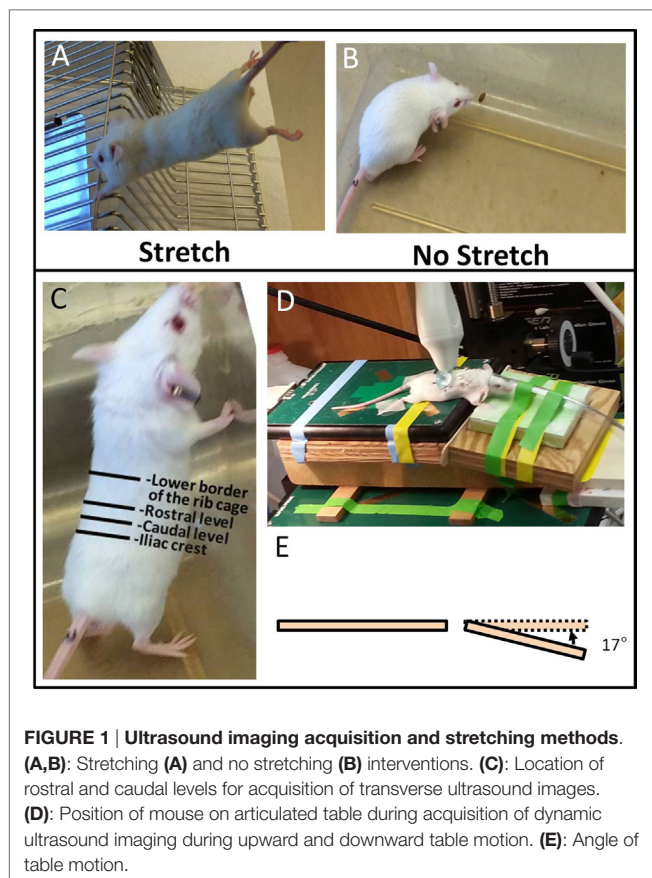 A
B
Stretch
No Stretch
C
D
-Lower border
of the rib cage
-Rostral level
-Caudal level
-Iliac crest
E
17°
FIGURE 1 | Ultrasound imaging acquisition and stretching methods.
(A,B): Stretching (A) and no stretching (B) interventions. (C): Location of
rostral and caudal levels for acquisition of transverse ultrasound images.
(D): Position of mouse on articulated table during acquisition of dynamic
ultrasound imaging during upward and downward table motion. (E): Angle of
table motion.